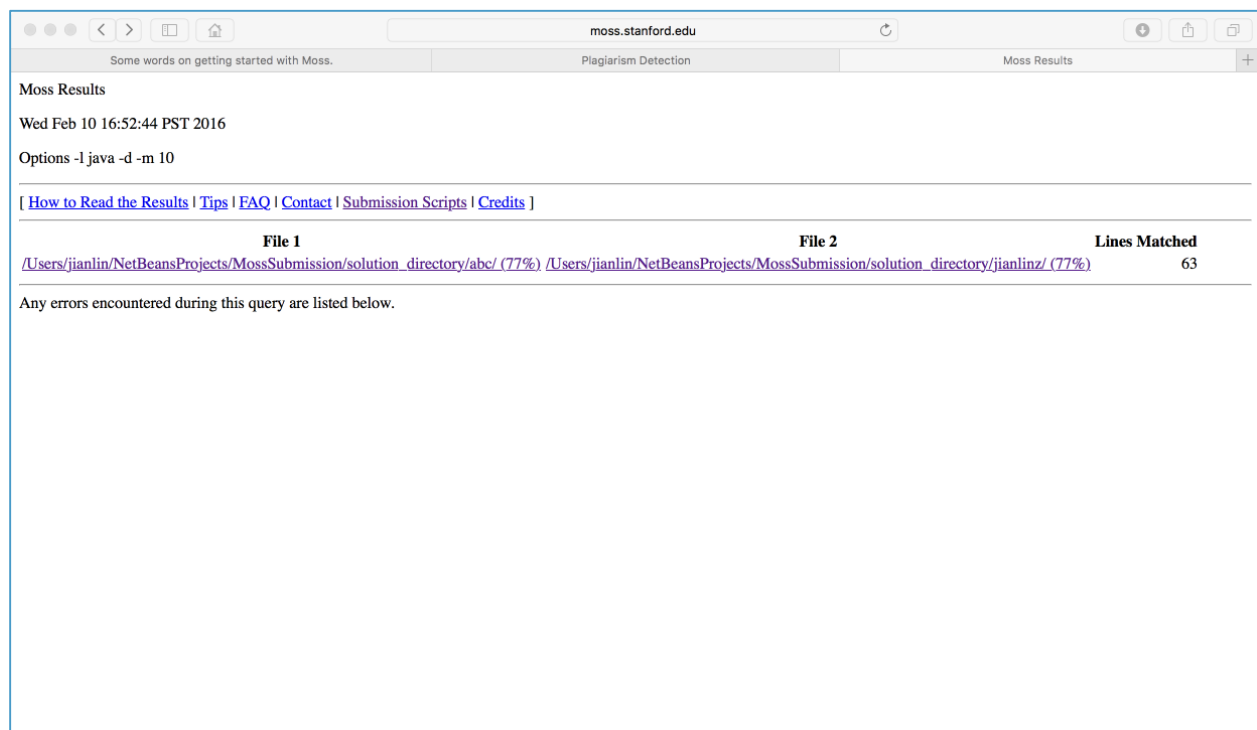 moss.stanford.edu
Some words on getting started with Moss. Plagiarism Detection Moss Results
Moss Results
Wed Feb 10 16:52:44 PST 2016
Options -l java -d -m 10
[ How to Read the Results | Tips | FAQ | Contact | Submission Scripts | Credits ]
File 1 File 2 Lines Matched
/Users/jianlin/NetBeansProjects/MossSubmission/solution_directory/abc/ (77%) /Users/jianlin/NetBeansProjects/MossSubmission/solution_directory/jianlinz/ (77%) 63
Any errors encountered during this query are listed below.